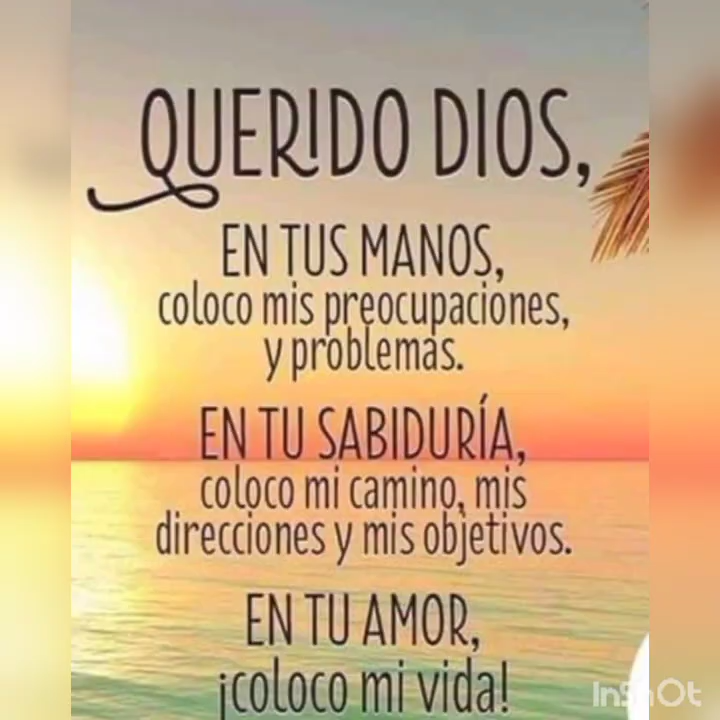 QUERIDO DIOS,
EN TUS MANOS,
coloco mis preocupaciones,
y problemas.
EN TU SABIDURÍA,
coloco mi camino, mis
direcciones y mis objetivos.
EN TU AMOR,
¡coloco mi vida!
InShOt